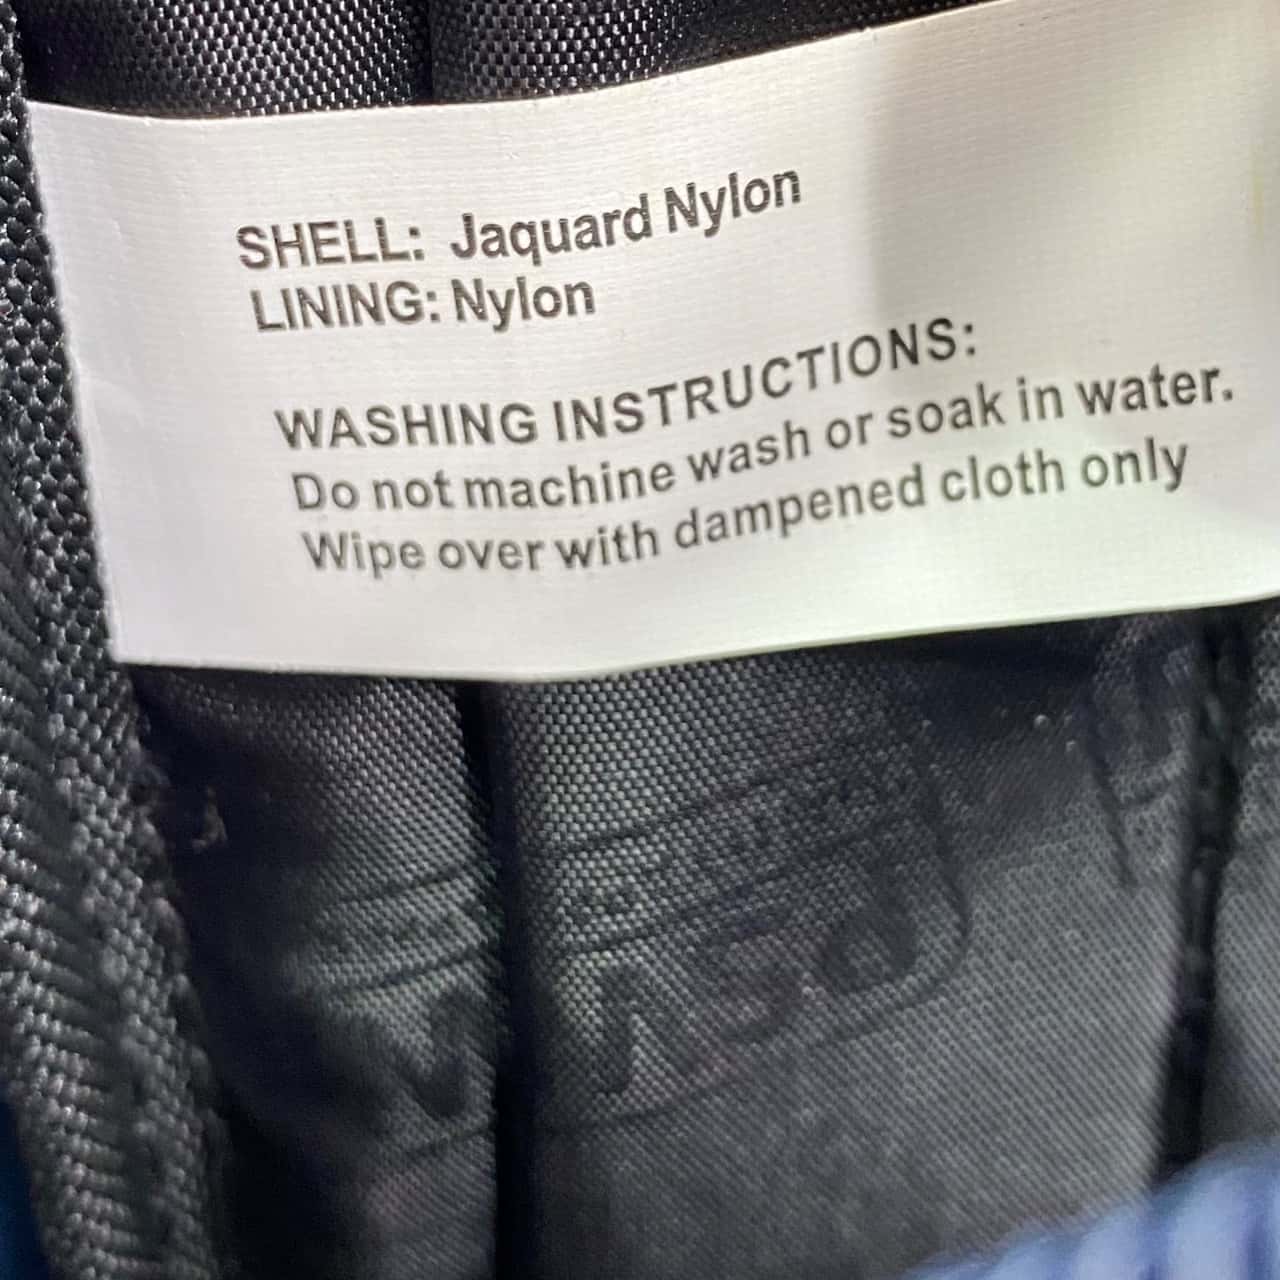 SHELL: Jaquard Nylon
LINING: Nylon
WASHING INSTRUCTIONS:
Do not machine wash or soak in water.
Wipe over with dampened cloth only